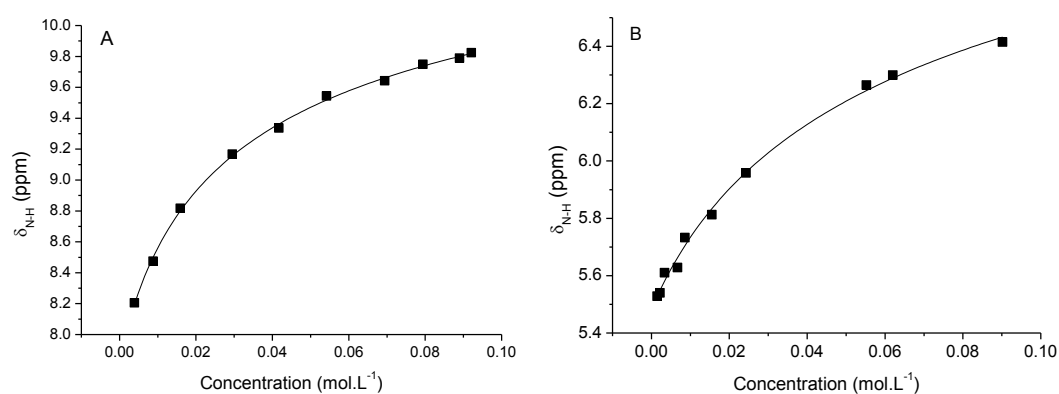 A
10.0
9.8
9.6
9.4
9.2
9.0
8.8
8.6
8.4
8.2
8.0
δN-H (ppm)
0.00 0.02 0.04 0.06 0.08 0.10
Concentration (mol.L-1)
B
6.4
6.2
6.0
5.8
5.6
5.4
δN-H (ppm)
0.00 0.02 0.04 0.06 0.08 0.10
Concentration (mol.L-1)